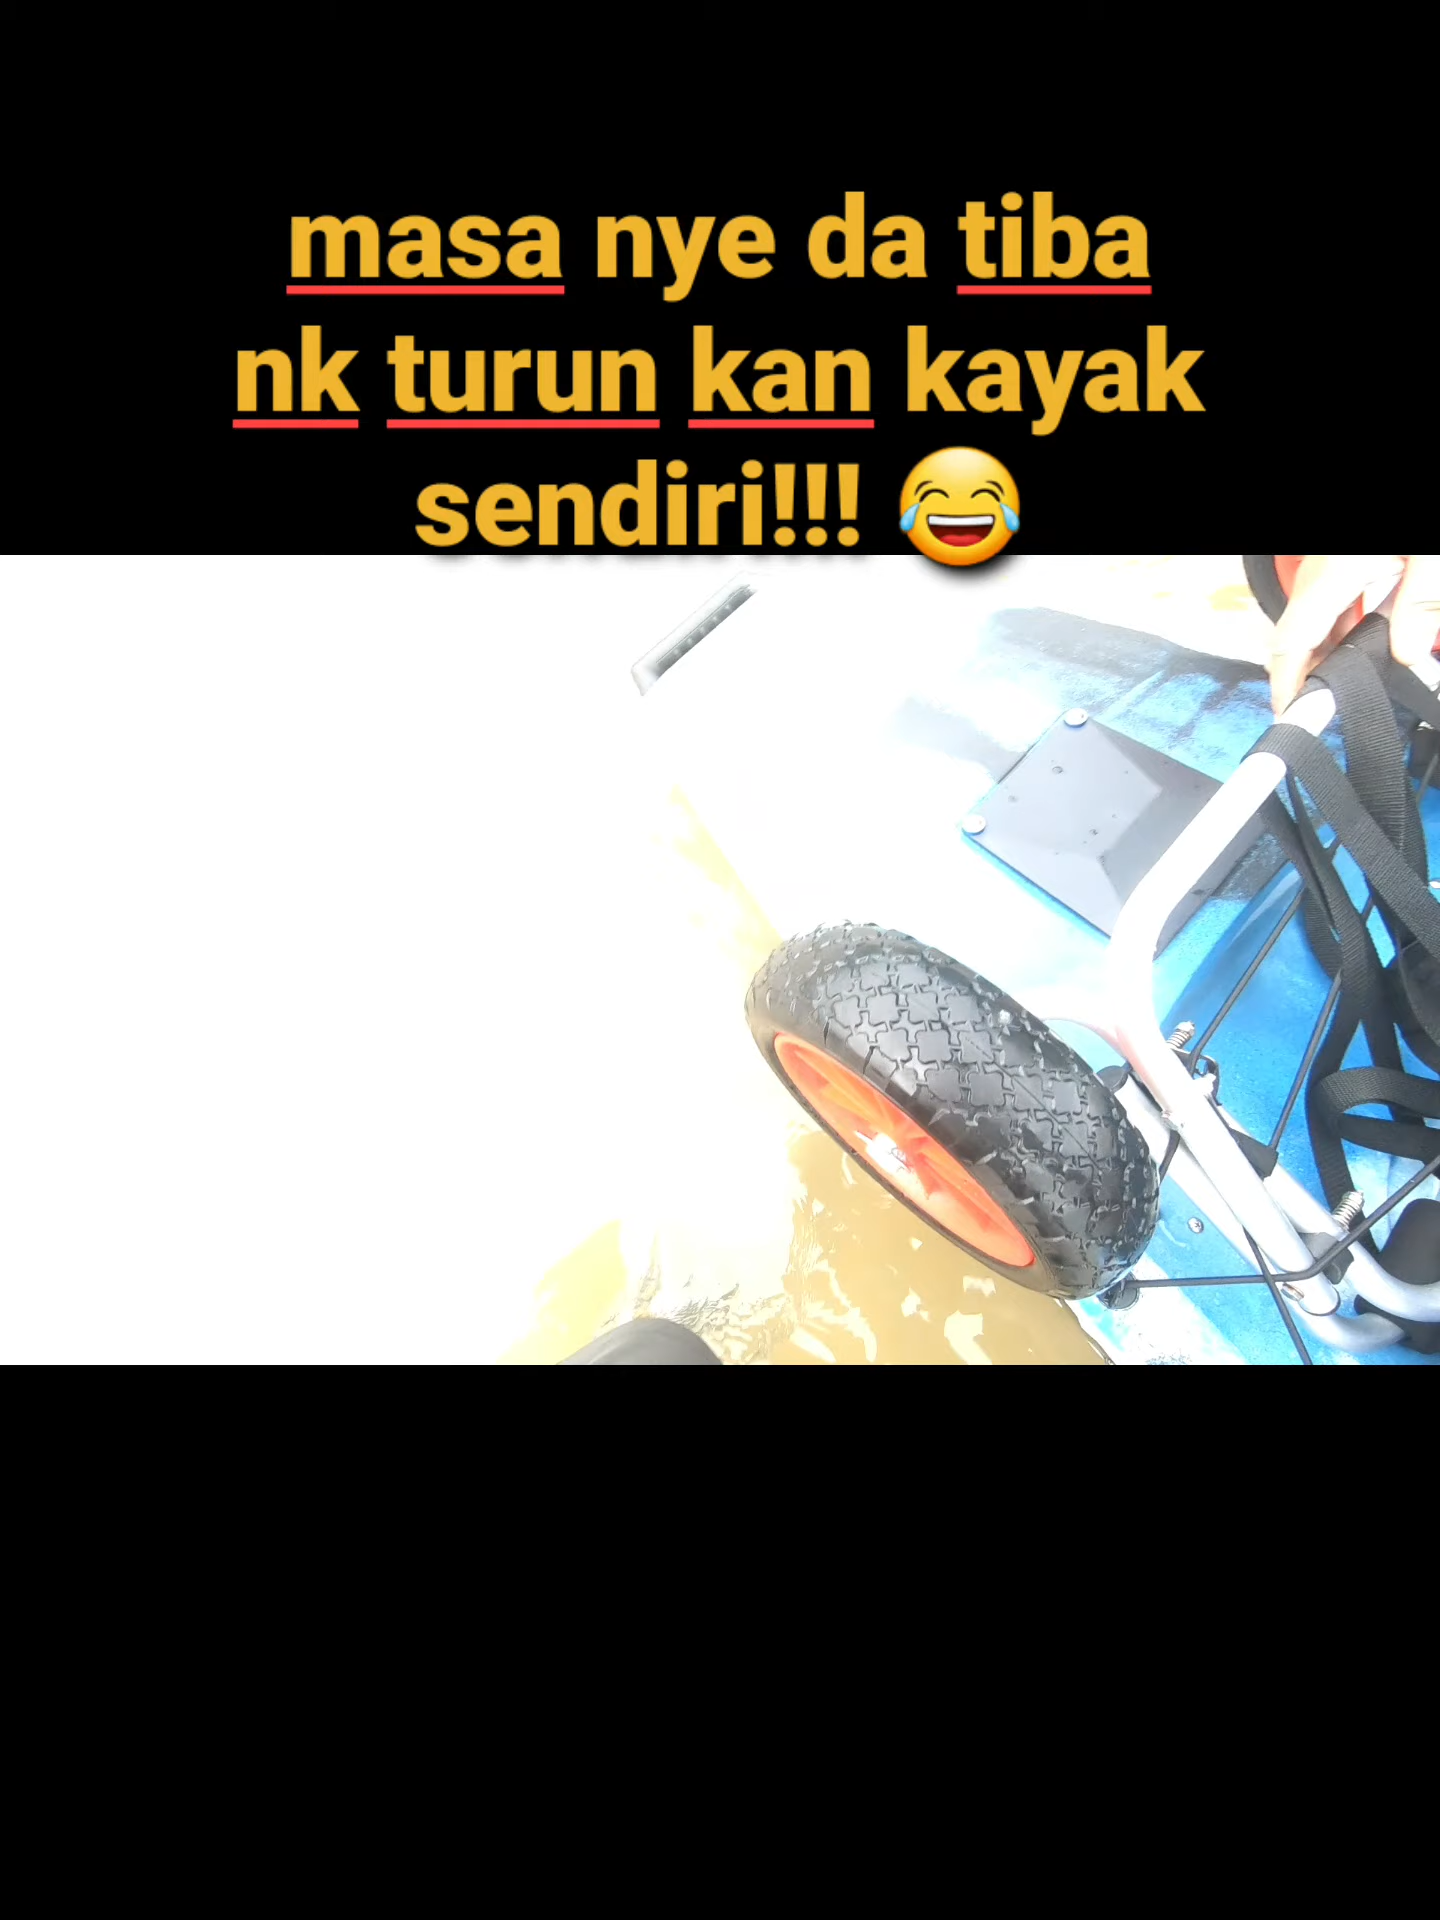 masa nye da tiba
nk turun kan kayak
sendiri!!! 😂